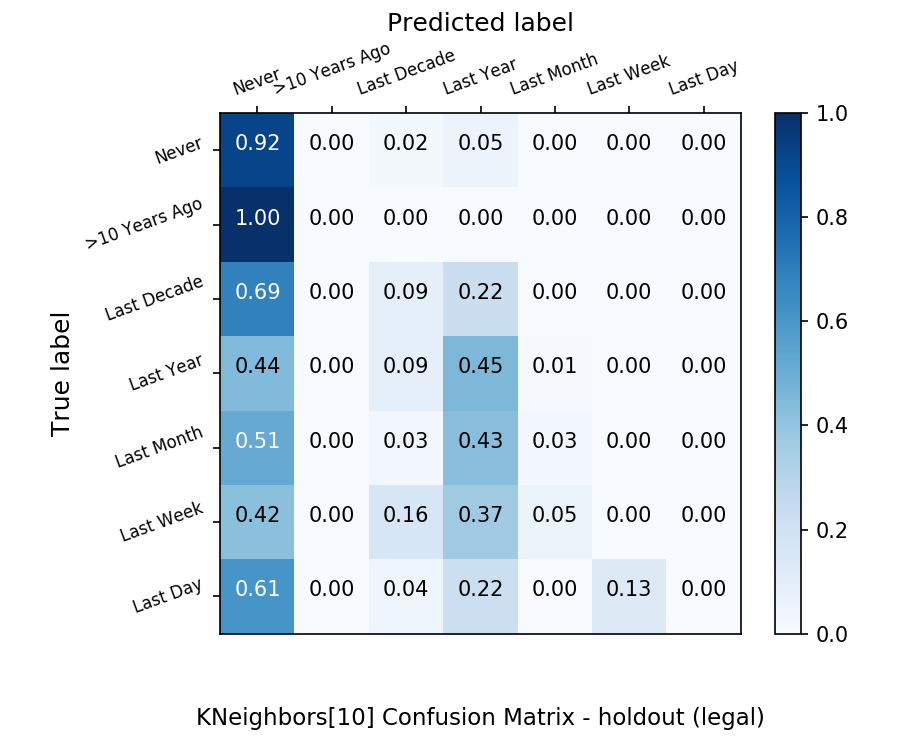 Predicted label
Never >10 Years Ago Last Decade Last Year Last Month Last Week Last Day
Never 0.92 0.00 0.02 0.05 0.00 0.00 0.00
>10 Years Ago 1.00 0.00 0.00 0.00 0.00 0.00 0.00
Last Decade 0.69 0.00 0.09 0.22 0.00 0.00 0.00
Last Year 0.44 0.00 0.09 0.45 0.01 0.00 0.00
Last Month 0.51 0.00 0.03 0.43 0.03 0.00 0.00
Last Week 0.42 0.00 0.16 0.37 0.05 0.00 0.00
Last Day 0.61 0.00 0.04 0.22 0.00 0.13 0.00
True label
1.0
0.8
0.6
0.4
0.2
0.0
KNeighbors[10] Confusion Matrix - holdout (legal)